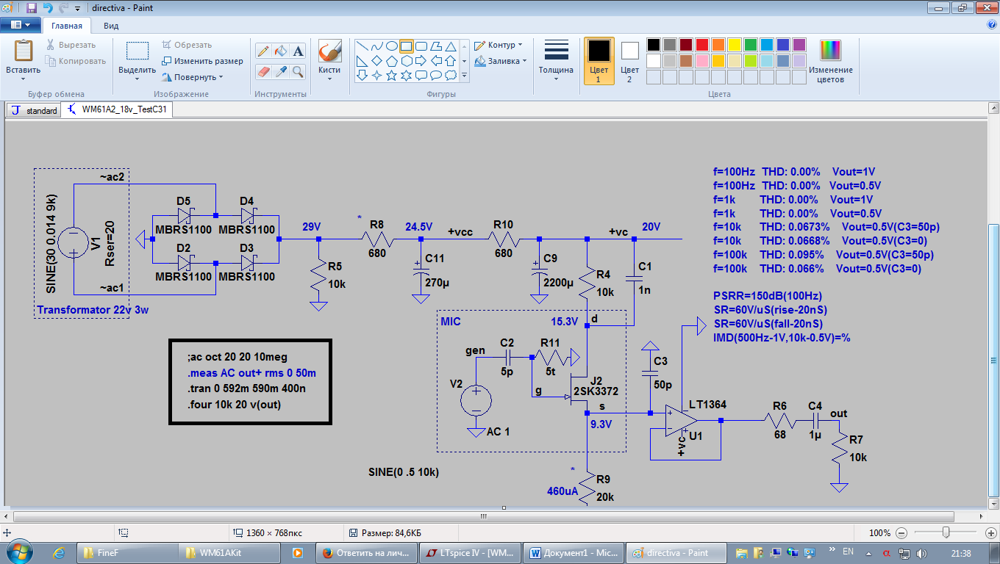 directiva - Paint
Главная Вид
Вставить
Вырезать
Копировать
Буфер обмена
Выделить
Обрезать
Изменить размер
Повернуть
Изображение
A
Инструменты
Кисти
Контур
Заливка
Фигуры
Толщина
Цвет 1
Цвет 2
Изменение цветов
Цвета
standard WM61A2_18v_TestC31
~ac2
SINE(30 0.014 9k)
V1
Rser=20
~ac1
Transformator 22v 3w
D5
MBRS1100
D4
MBRS1100
D2
MBRS1100
D3
MBRS1100
29V
R5
10k
*
R8
680
24.5V
C11
270µ
+vcc
R10
680
C9
2200µ
+vc
20V
R4
10k
C1
1n
f=100Hz THD: 0.00% Vout=1V
f=100Hz THD: 0.00% Vout=0.5V
f=1k THD: 0.00% Vout=1V
f=1k THD: 0.00% Vout=0.5V
f=10k THD: 0.0673% Vout=0.5V(C3=50p)
f=10k THD: 0.0668% Vout=0.5V(C3=0)
f=100k THD: 0.095% Vout=0.5V(C3=50p)
f=100k THD: 0.066% Vout=0.5V(C3=0)
PSRR=150dB(100Hz)
SR=60V/uS(rise-20nS)
SR=60V/uS(fall-20nS)
IMD(500Hz-1V,10k-0.5V)=%
;ac oct 20 20 10meg
.meas AC out+ rms 0 50m
.tran 0 592m 590m 400n
.four 10k 20 v(out)
MIC
15.3V
d
gen
C2
5p
R11
5t
V2
AC 1
g
J2
2SK3372
s
9.3V
C3
50p
LT1364
U1
+vc
R6
68
C4
1µ
out
R7
10k
SINE(0 .5 10k)
*
460uA
R9
20k
1360 × 768пкс
Размер: 84,6КБ
100%
FineF
WM61AKit
Ответить на лич...
LTspice IV - [WM...
Документ1 - Mic...
directiva - Paint
EN
21:38